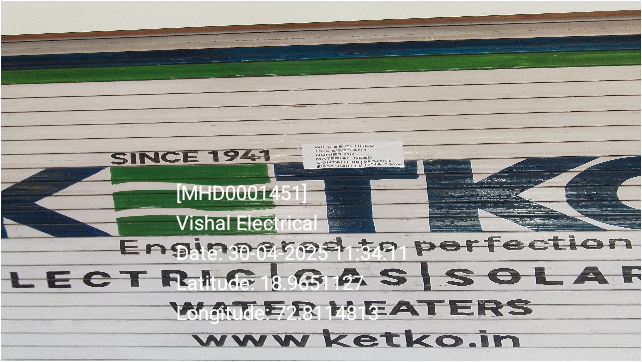 SINCE 1941
KETKO
[MHD0001451]
Vishal Electrical
Engineered to perfection
Date: 30-04-2025 11:34:11
LECTRIC|GAS|SOLAR
Latitude: 18.9651127
WATER HEATERS
Longitude: 72.8114813
www.ketko.in